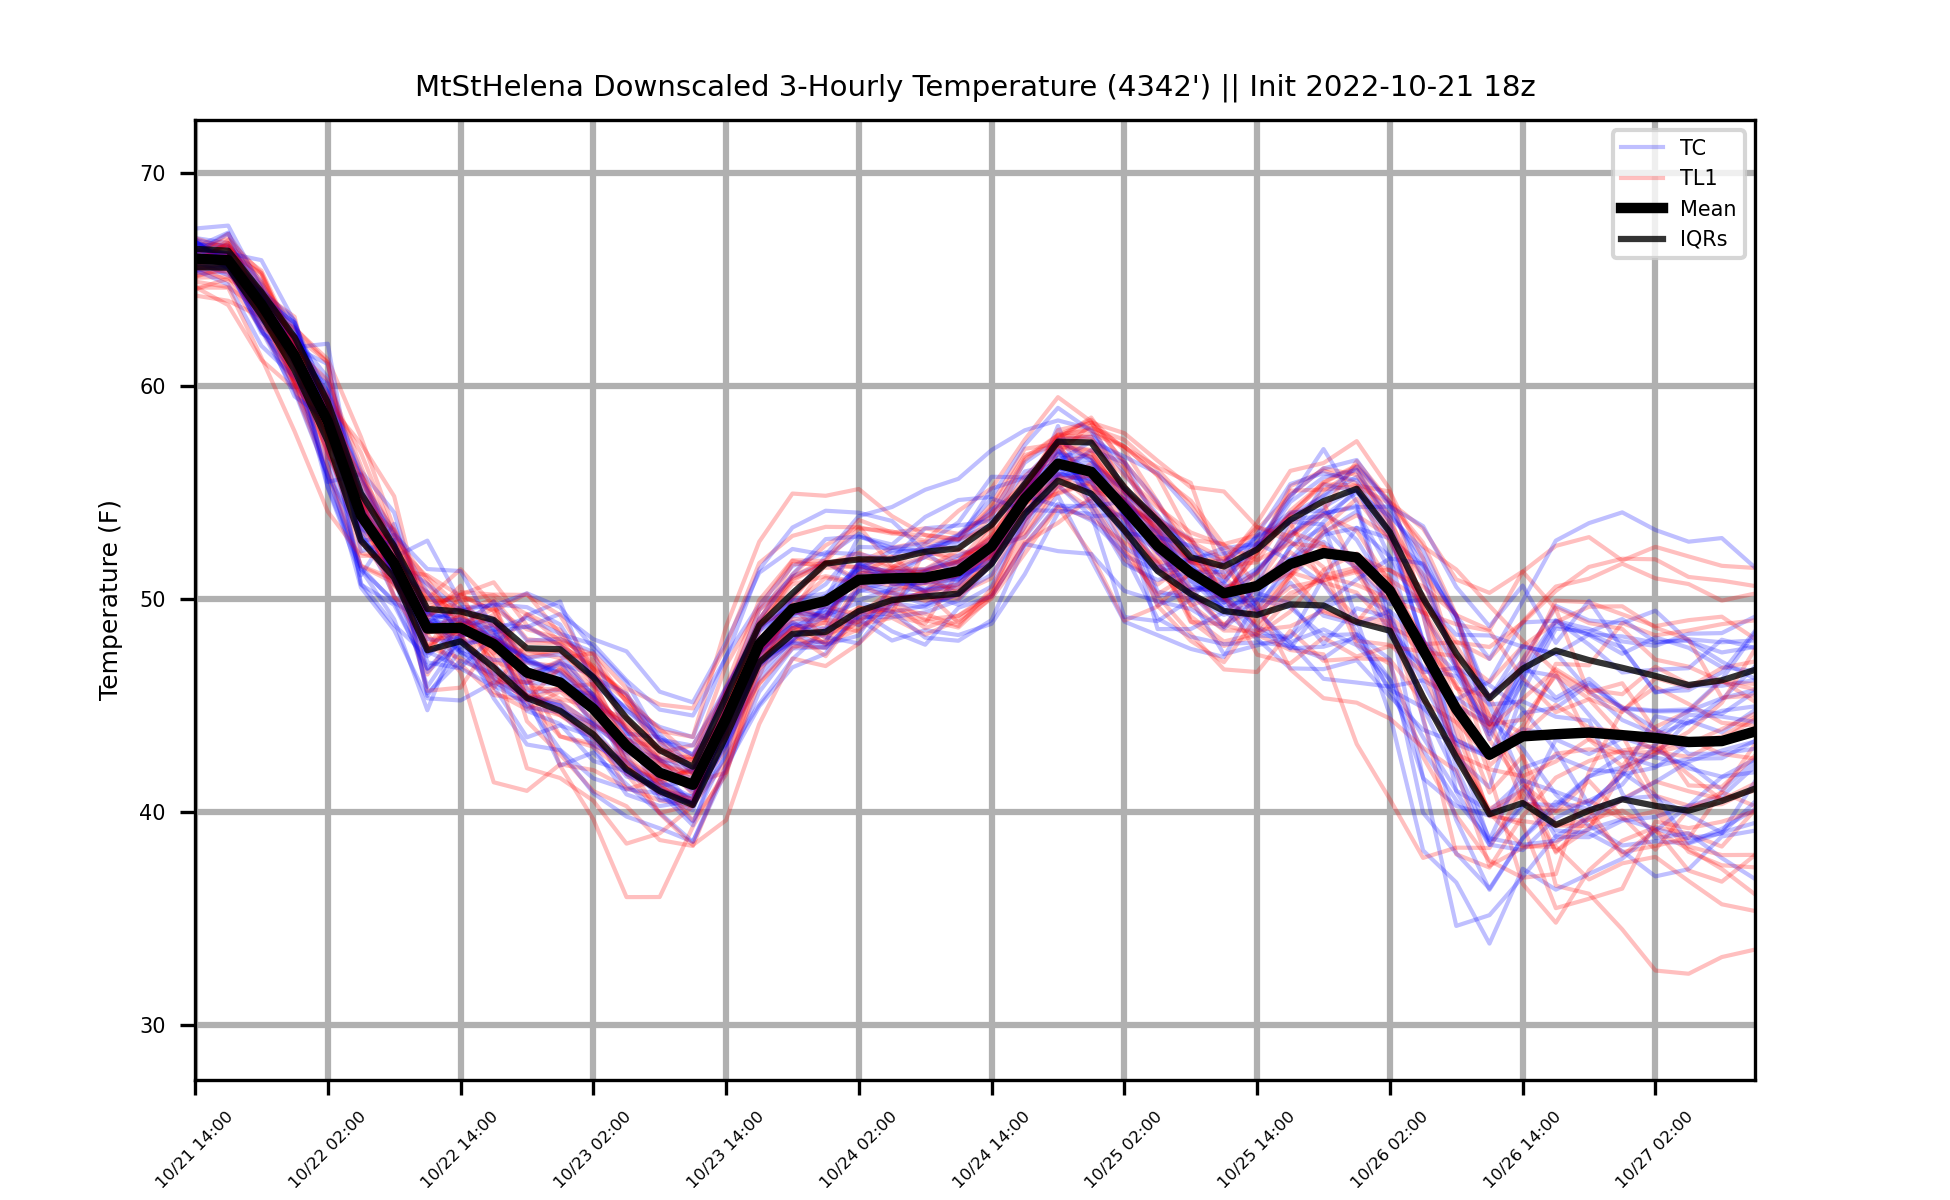 MtStHelena Downscaled 3-Hourly Temperature (4342') || Init 2022-10-21 18z
TC
TL1
Mean
IQRs
Temperature (F)
70
60
50
40
30
10/21 14:00
10/22 02:00
10/22 14:00
10/23 02:00
10/23 14:00
10/24 02:00
10/24 14:00
10/25 02:00
10/25 14:00
10/26 02:00
10/26 14:00
10/27 02:00